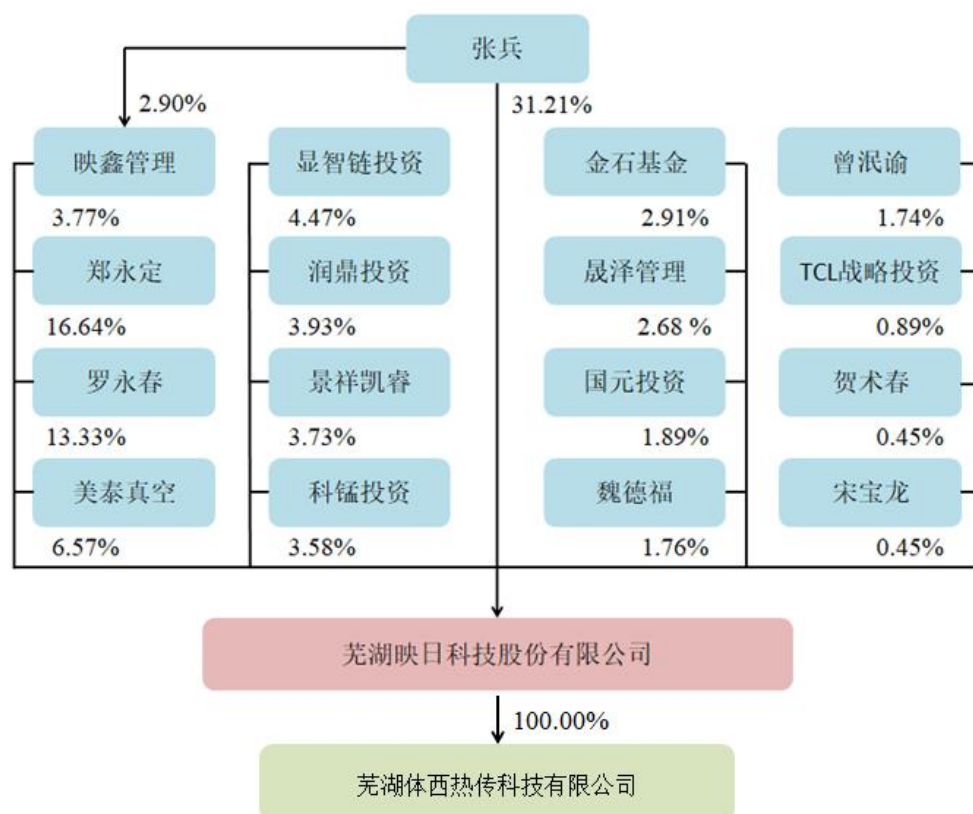 张兵
2.90%
31.21%
映鑫管理
显智链投资
金石基金
曾泯谕
3.77%
4.47%
2.91%
1.74%
郑永定
润鼎投资
晟泽管理
TCL战略投资
16.64%
3.93%
2.68 %
0.89%
罗永春
景祥凯睿
国元投资
贺术春
13.33%
3.73%
1.89%
0.45%
美泰真空
科锰投资
魏德福
宋宝龙
6.57%
3.58%
1.76%
0.45%
芜湖映日科技股份有限公司
100.00%
芜湖体西热传科技有限公司